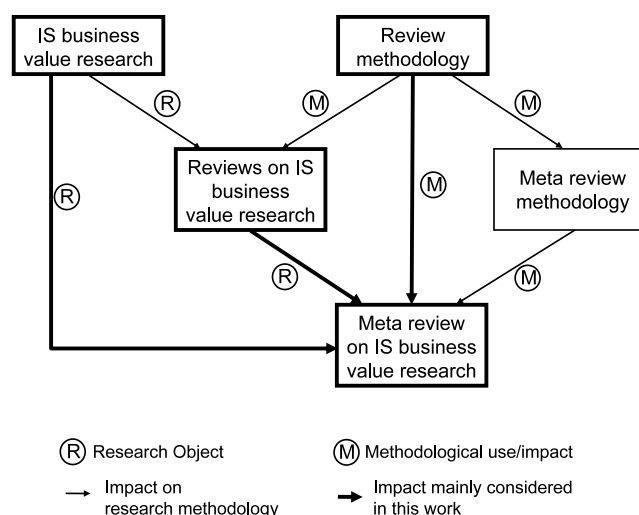 IS business
value research
Review
methodology
R
M
M
Reviews on IS
business
value research
R
M
Meta review
methodology
R
M
Meta review
on IS business
value research
R Research Object
M Methodological use/impact
Impact on
research methodology
Impact mainly considered
in this work